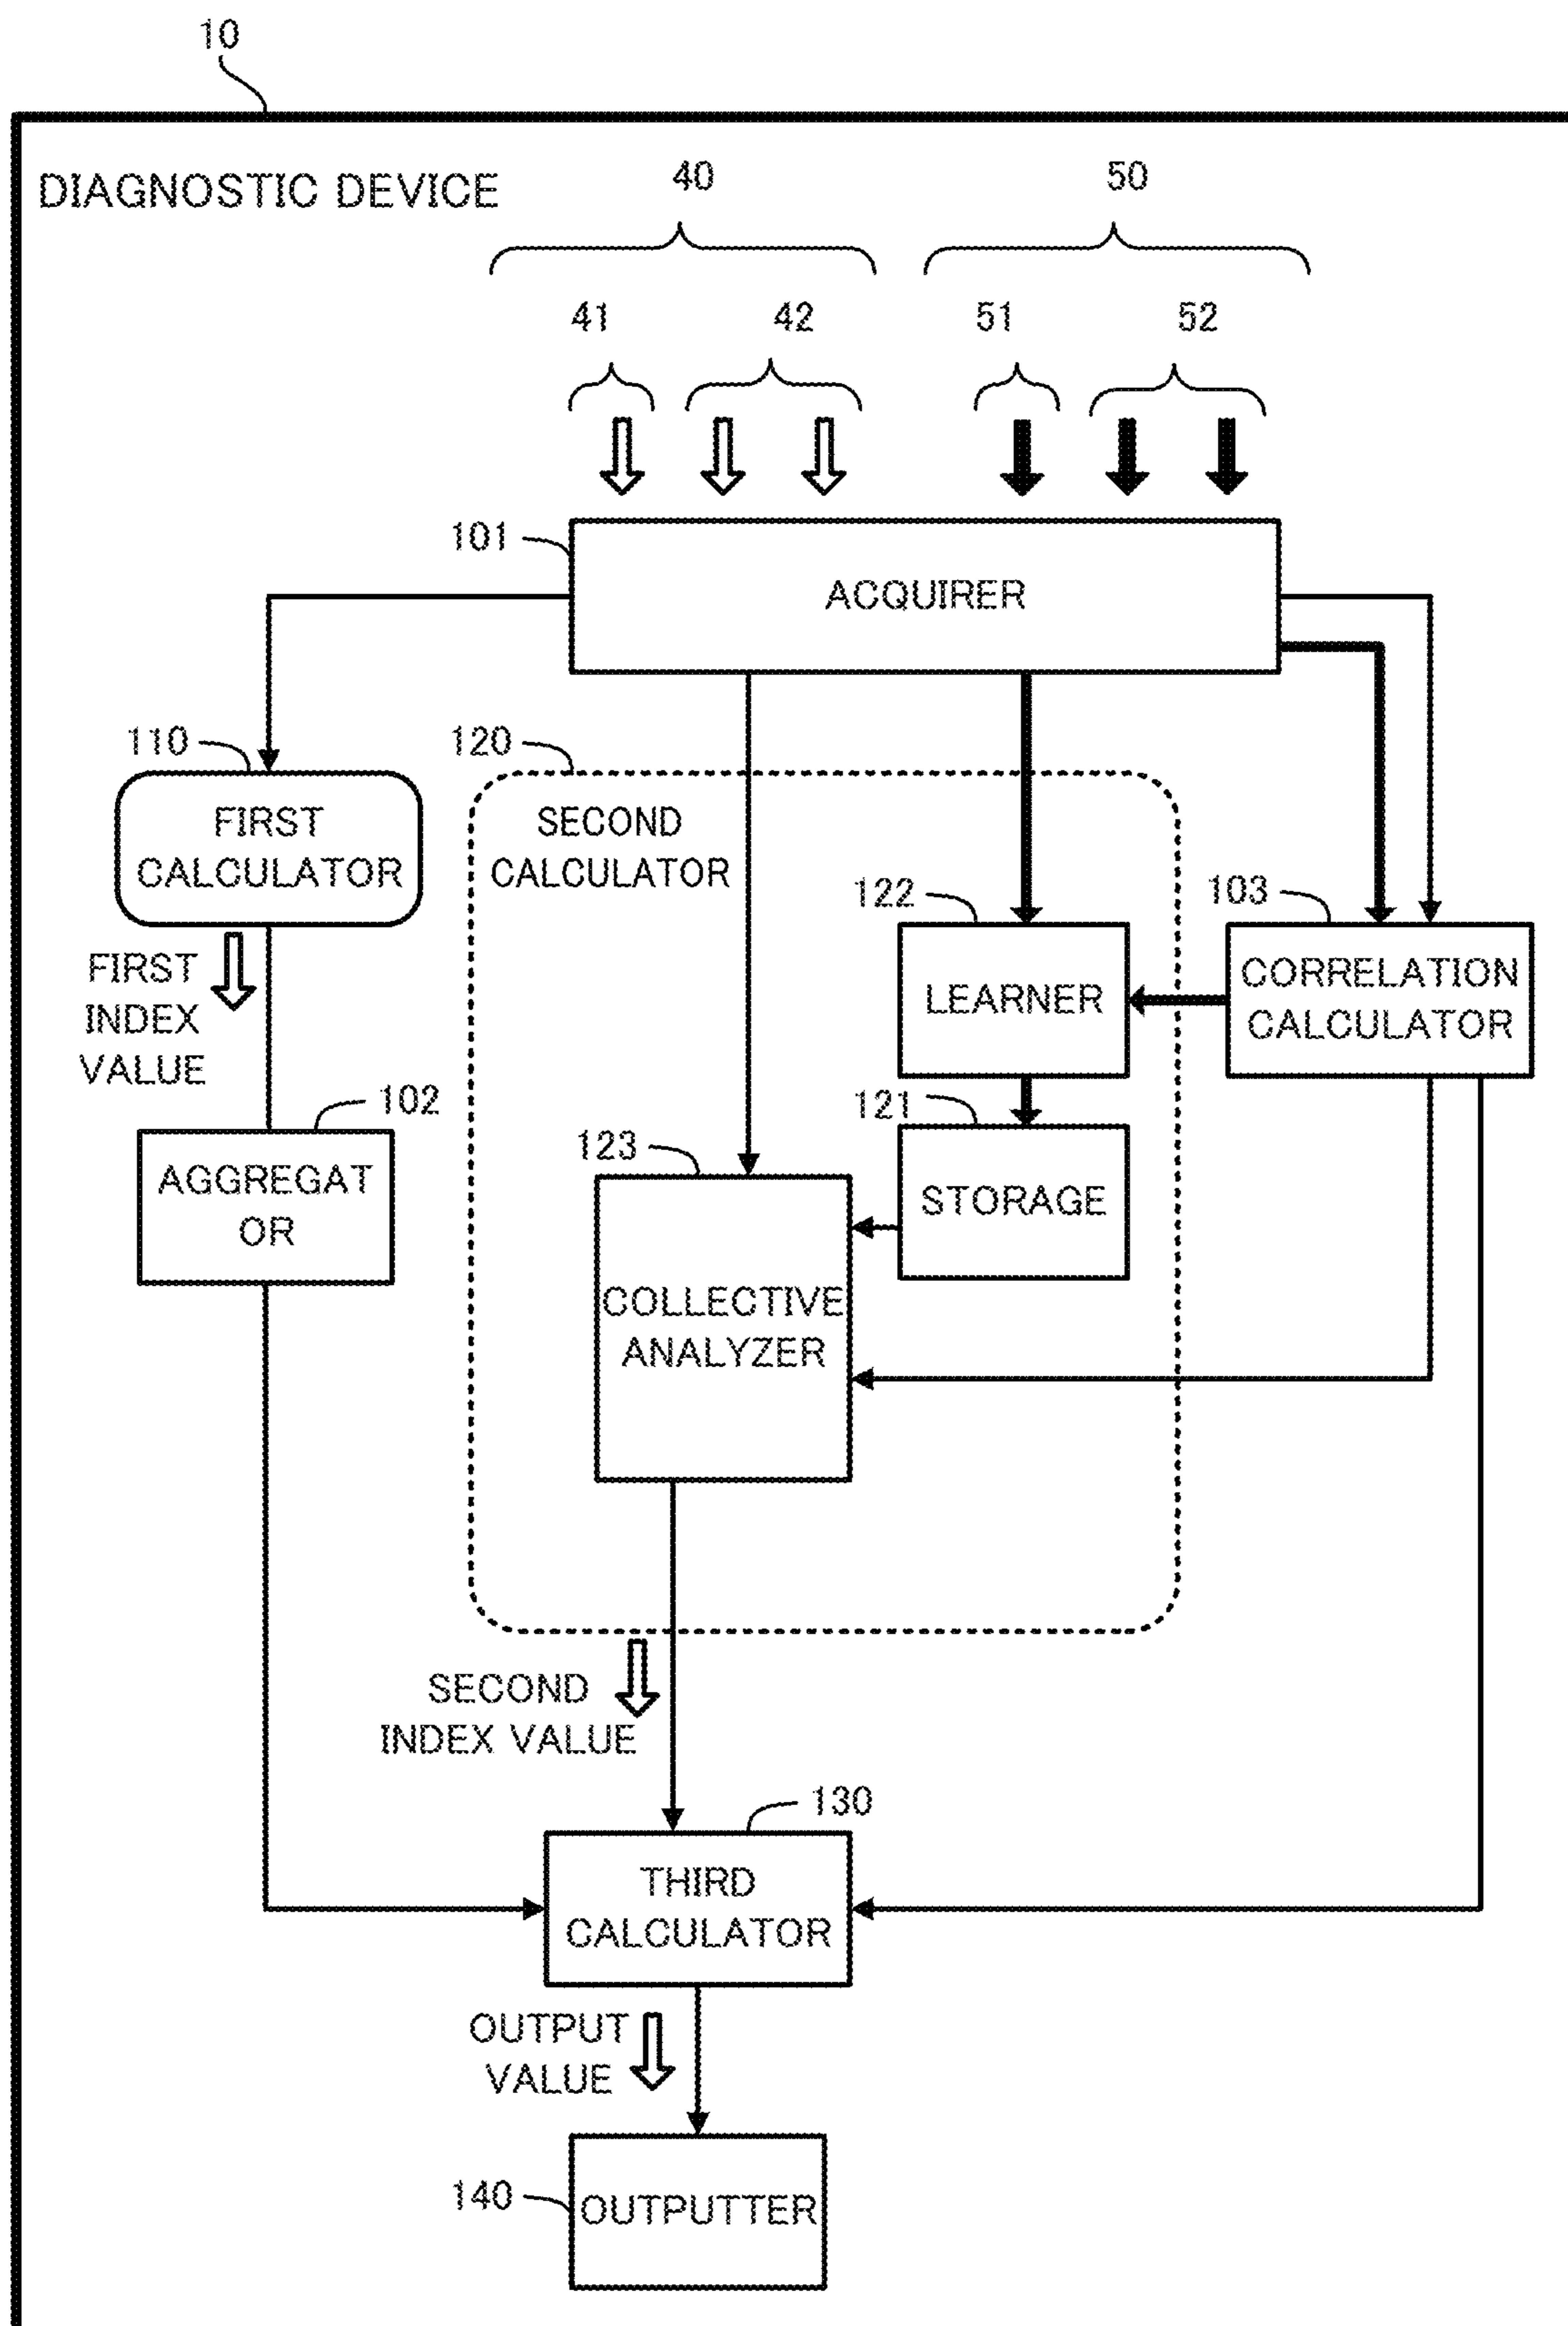 10
DIAGNOSTIC DEVICE
40
50
41
42
51
52
101
ACQUIRER
110
120
FIRST
CALCULATOR
SECOND
CALCULATOR
122
103
FIRST
INDEX
VALUE
LEARNER
CORRELATION
CALCULATOR
102
121
123
AGGREGAT
OR
STORAGE
COLLECTIVE
ANALYZER
SECOND
INDEX VALUE
130
THIRD
CALCULATOR
OUTPUT
VALUE
140
OUTPUTTER